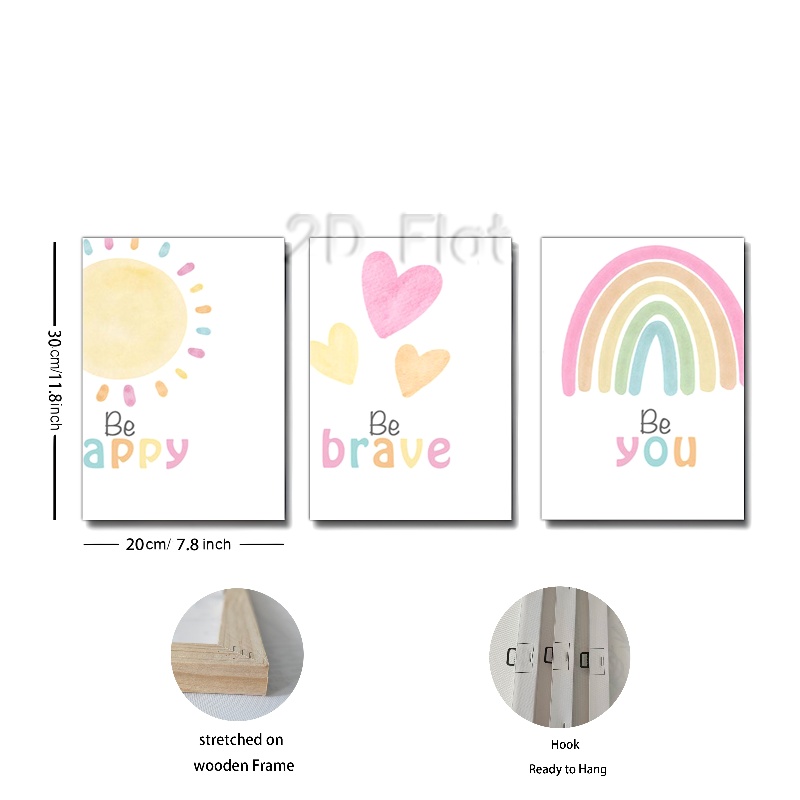 2D Flat
Be
appy
Be
brave
Be
you
30cm/11.8inch
20cm/ 7.8 inch
stretched on
wooden Frame
Hook
Ready to Hang